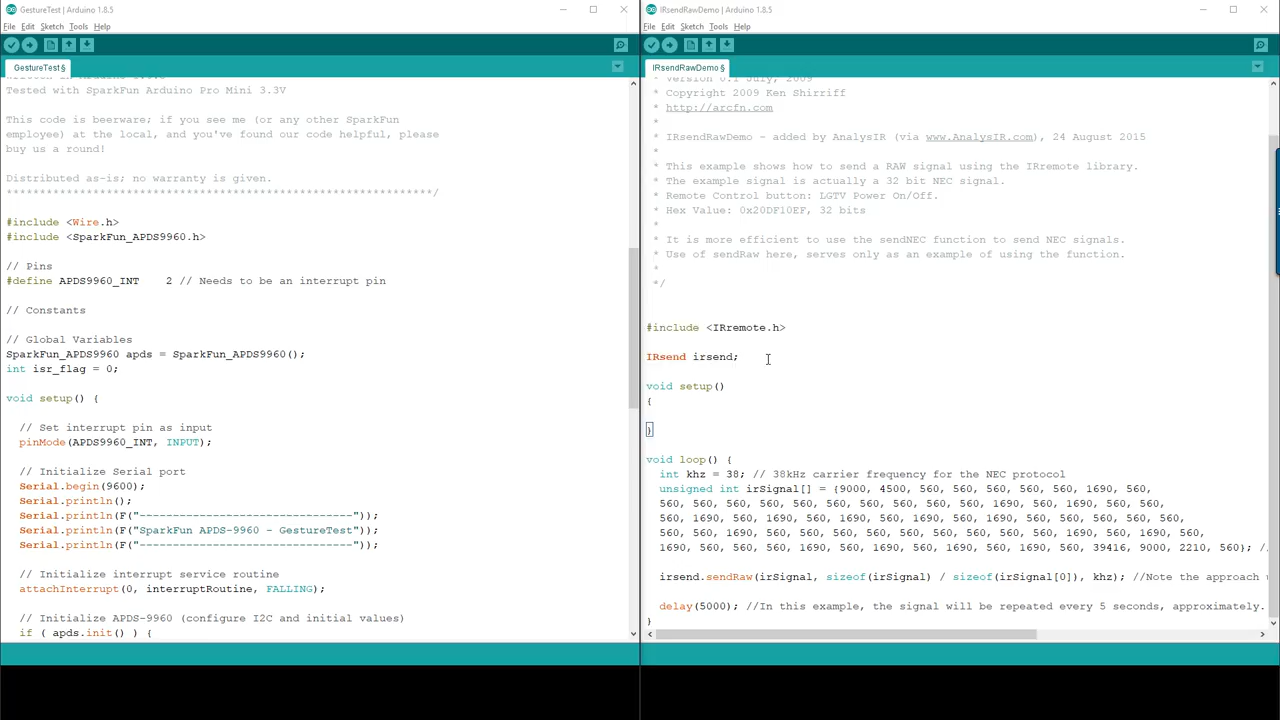 GestureTest | Arduino 1.8.5
File Edit Sketch Tools Help
GestureTest §
Tested with SparkFun Arduino Pro Mini 3.3V
This code is beerware; if you see me (or any other SparkFun
employee) at the local, and you've found our code helpful, please
buy us a round!
Distributed as-is; no warranty is given.
****************************************************************/
#include <Wire.h>
#include <SparkFun_APDS9960.h>
// Pins
#define APDS9960_INT    2 // Needs to be an interrupt pin
// Constants
// Global Variables
SparkFun_APDS9960 apds = SparkFun_APDS9960();
int isr_flag = 0;
void setup() {
// Set interrupt pin as input
pinMode(APDS9960_INT, INPUT);
// Initialize Serial port
Serial.begin(9600);
Serial.println();
Serial.println(F("--------------------------------"));
Serial.println(F("SparkFun APDS-9960 - GestureTest"));
Serial.println(F("--------------------------------"));
// Initialize interrupt service routine
attachInterrupt(0, interruptRoutine, FALLING);
// Initialize APDS-9960 (configure I2C and initial values)
if ( apds.init() ) {
IRsendRawDemo | Arduino 1.8.5
File Edit Sketch Tools Help
IRsendRawDemo §
* Version 0.1 July, 2009
* Copyright 2009 Ken Shirriff
* http://arcfn.com
*
* IRsendRawDemo - added by AnalysIR (via www.AnalysIR.com), 24 August 2015
*
* This example shows how to send a RAW signal using the IRremote library.
* The example signal is actually a 32 bit NEC signal.
* Remote Control button: LGTV Power On/Off.
* Hex Value: 0x20DF10EF, 32 bits
*
* It is more efficient to use the sendNEC function to send NEC signals.
* Use of sendRaw here, serves only as an example of using the function.
*
*/
#include <IRremote.h>
IRsend irsend;
void setup()
{
}
void loop() {
int khz = 38; // 38kHz carrier frequency for the NEC protocol
unsigned int irSignal[] = {9000, 4500, 560, 560, 560, 560, 560, 1690, 560,
560, 560, 560, 560, 560, 560, 560, 560, 560, 1690, 560, 1690, 560,
560, 560, 1690, 560, 1690, 560, 1690, 560, 1690, 560, 1690, 560, 560,
560, 560, 560, 560, 560, 1690, 560, 560, 560, 560, 560, 560,
1690, 560, 560, 560, 1690, 560, 1690, 560, 1690, 560, 1690, 560, 39416, 9000, 2210, 560}; //
irsend.sendRaw(irSignal, sizeof(irSignal) / sizeof(irSignal[0]), khz); //Note the approach
delay(5000); //In this example, the signal will be repeated every 5 seconds, approximately.
}